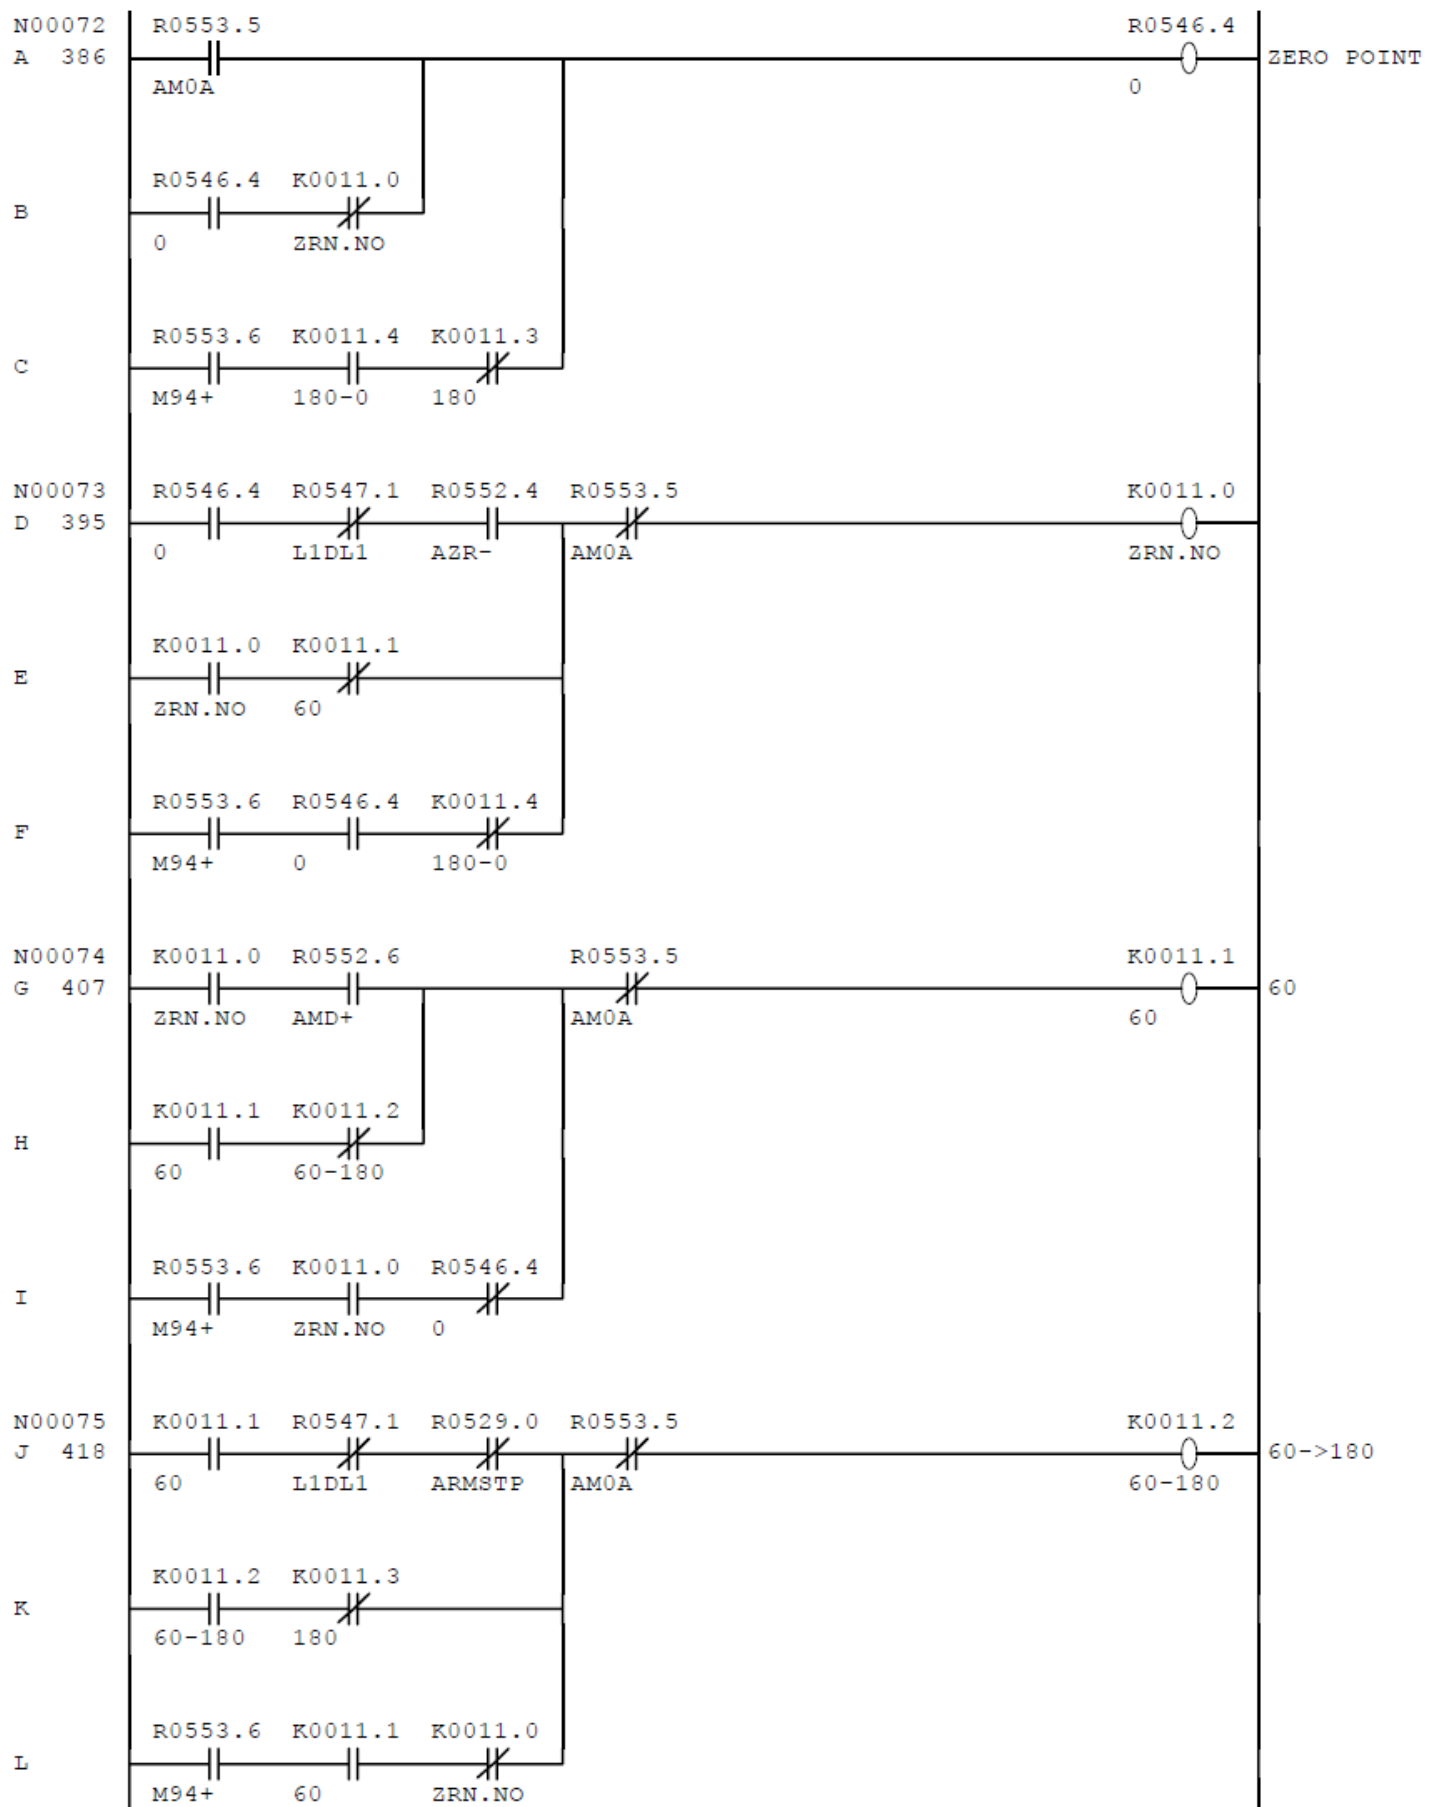 N00072 R0553.5 R0546.4
A 386 ZERO POINT
AM0A 0
R0546.4 K0011.0
B
0 ZRN.NO
R0553.6 K0011.4 K0011.3
C
M94+ 180-0 180
N00073 R0546.4 R0547.1 R0552.4 R0553.5 K0011.0
D 395
0 L1DL1 AZR- AM0A ZRN.NO
K0011.0 K0011.1
E
ZRN.NO 60
R0553.6 R0546.4 K0011.4
F
M94+ 0 180-0
N00074 K0011.0 R0552.6 R0553.5 K0011.1
G 407 60
ZRN.NO AMD+ AM0A 60
K0011.1 K0011.2
H
60 60-180
R0553.6 K0011.0 R0546.4
I
M94+ ZRN.NO 0
N00075 K0011.1 R0547.1 R0529.0 R0553.5 K0011.2
J 418 60->180
60 L1DL1 ARMSTP AM0A 60-180
K0011.2 K0011.3
K
60-180 180
R0553.6 K0011.1 K0011.0
L
M94+ 60 ZRN.NO